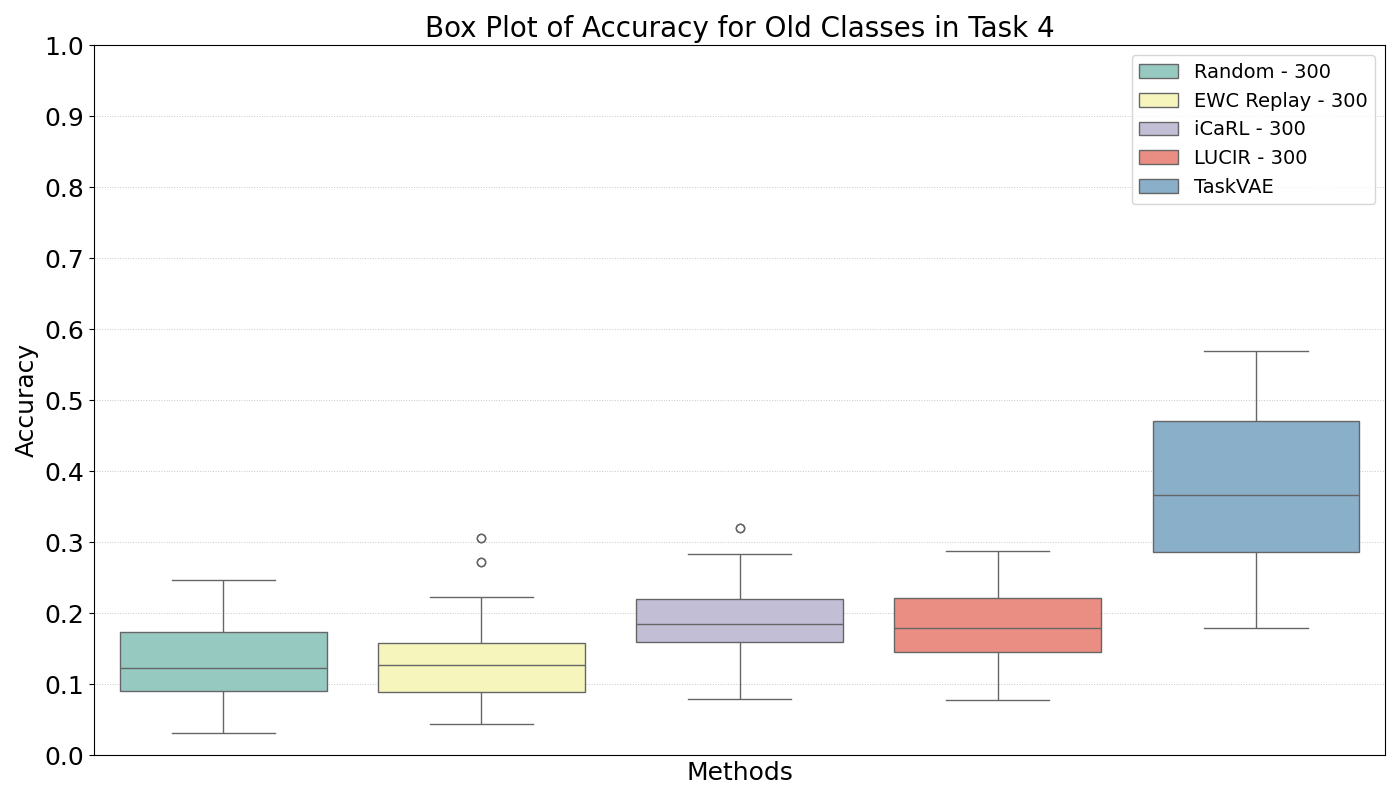 Box Plot of Accuracy for Old Classes in Task 4
1.0
0.9
0.8
0.7
0.6
0.5
0.4
0.3
0.2
0.1
0.0
Accuracy
Methods
Random - 300
EWC Replay - 300
iCaRL - 300
LUCIR - 300
TaskVAE